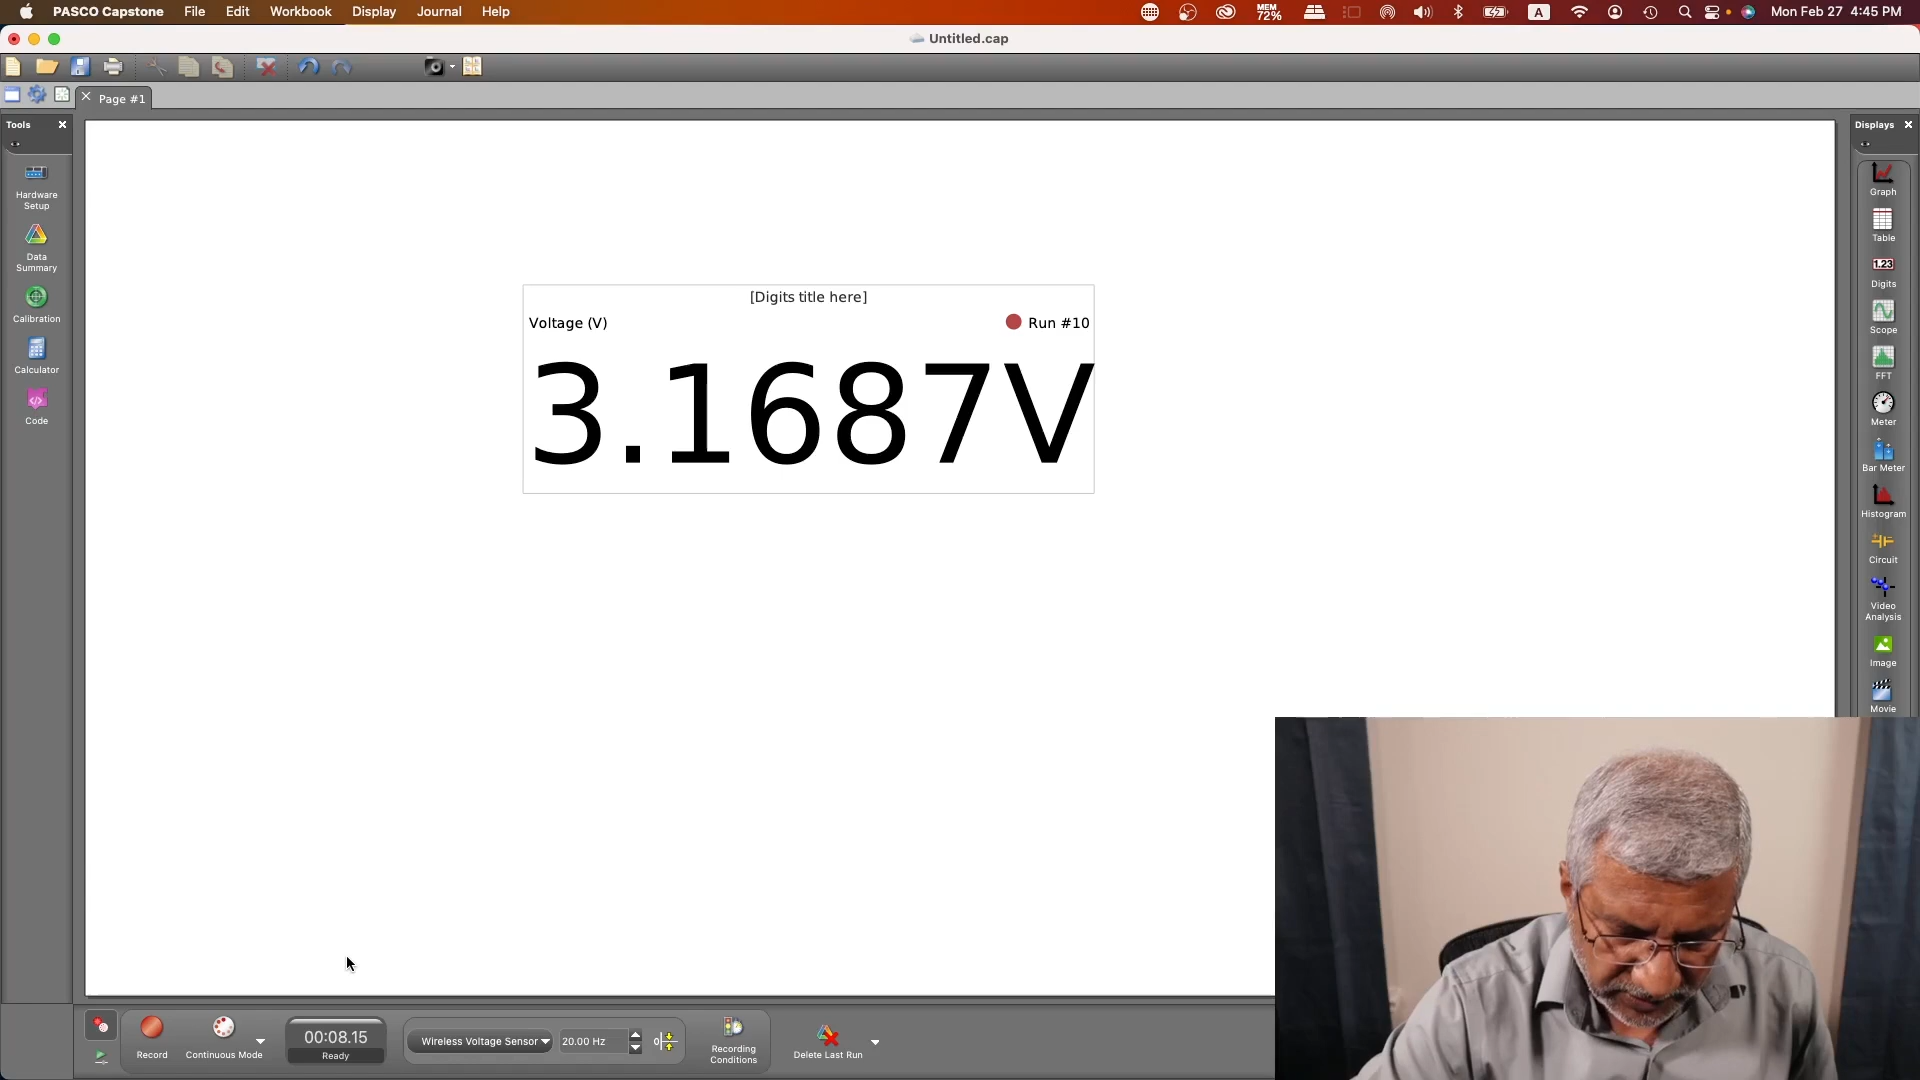 PASCO Capstone File Edit Workbook Display Journal Help MEM 72% A Mon Feb 27 4:45 PM
Untitled.cap
Page #1
Tools
Hardware
Setup
Data
Summary
Calibration
Calculator
Code
[Digits title here]
Voltage (V) Run #10
3.1687V
Displays
Graph
Table
1.23
Digits
Scope
FFT
Meter
Bar Meter
Histogram
Circuit
Video
Analysis
Image
Movie
Record
Continuous Mode
00:08.15
Ready
Wireless Voltage Sensor
20.00 Hz
0
Recording
Conditions
Delete Last Run